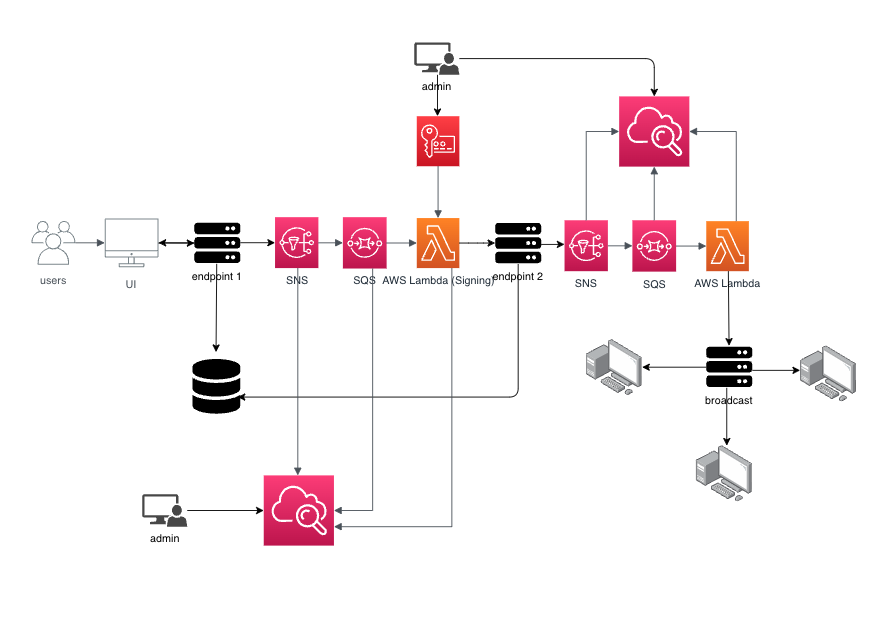 admin
users
UI
endpoint 1
SNS
SQS
AWS Lambda (Signing)
endpoint 2
SNS
SQS
AWS Lambda
broadcast
admin